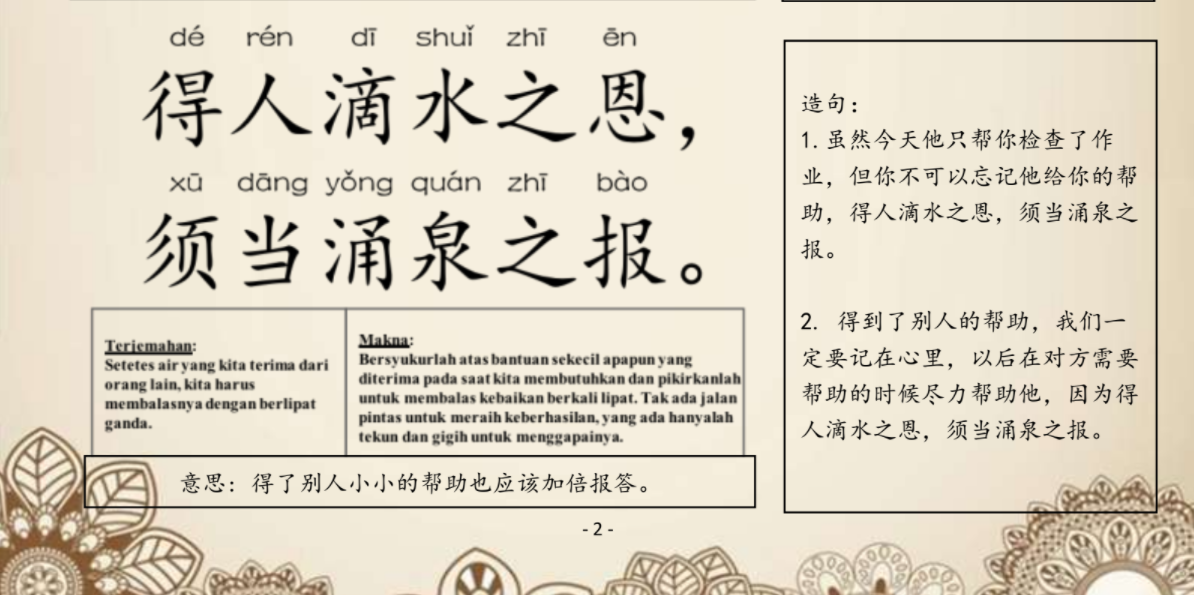 dé rén dī shuǐ zhī ēn
得人滴水之恩，
xū dāng yǒng quán zhī bào
须当涌泉之报。
Terjemahan:
Setetes air yang kita terima dari
orang lain, kita harus
membalasnya dengan berlipat
ganda.
Makna:
Bersyukurlah atas bantuan sekecil apapun yang
diterima pada saat kita membutuhkan dan pikirkanlah
untuk membalas kebaikan berkali lipat. Tak ada jalan
pintas untuk meraih keberhasilan, yang ada hanyalah
tekun dan gigih untuk menggapainya.
意思：得了别人小小的帮助也应该加倍报答。
造句：
1.虽然今天他只帮你检查了作
业，但你不可以忘记他给你的帮
助，得人滴水之恩，须当涌泉之
报。
2. 得到了别人的帮助，我们一
定要记在心里，以后在对方需要
帮助的时候尽力帮助他，因为得
人滴水之恩，须当涌泉之报。
- 2 -